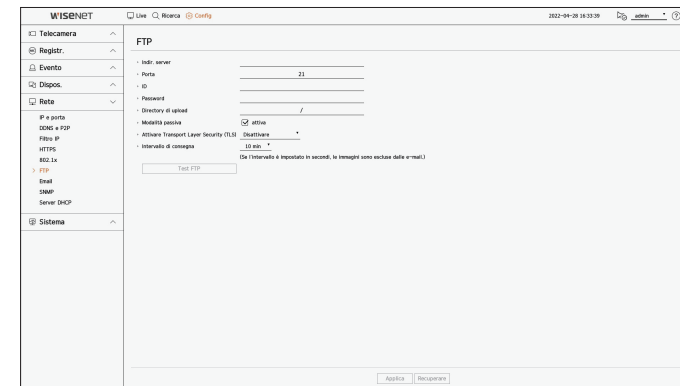 WISENET
Live Ricerca Config
2022-04-28 16:33:39 admin
Telecamera
Registr.
Evento
Dispos.
Rete
IP e porta
DDNS e P2P
Filtro IP
HTTPS
802.1x
> FTP
Email
SNMP
Server DHCP
Sistema
FTP
• Indir. server
• Porta 21
• ID
• Password
• Directory di upload /
• Modalità passiva attiva
• Attivare Transport Layer Security (TLS) Disattivare
• Intervallo di consegna 10 min
(Se l'intervallo è impostato in secondi, le immagini sono escluse dalle e-mail.)
Test FTP
Applica Recuperare